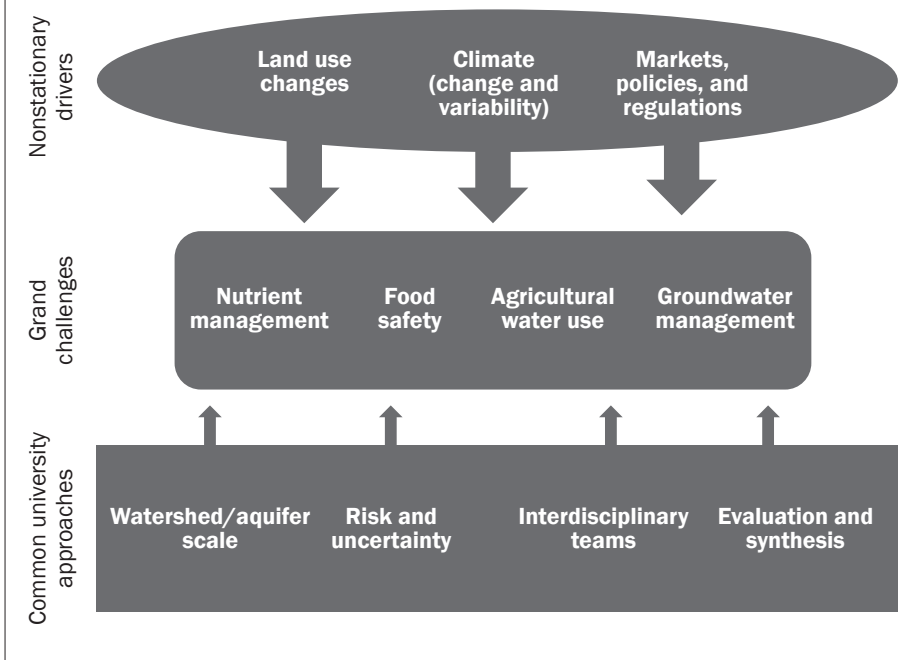 Nonstationary
drivers
Land use
changes
Climate
(change and
variability)
Markets,
policies, and
regulations
Grand
challenges
Nutrient
management
Food
safety
Agricultural
water use
Groundwater
management
Common university
approaches
Watershed/aquifer
scale
Risk and
uncertainty
Interdisciplinary
teams
Evaluation and
synthesis